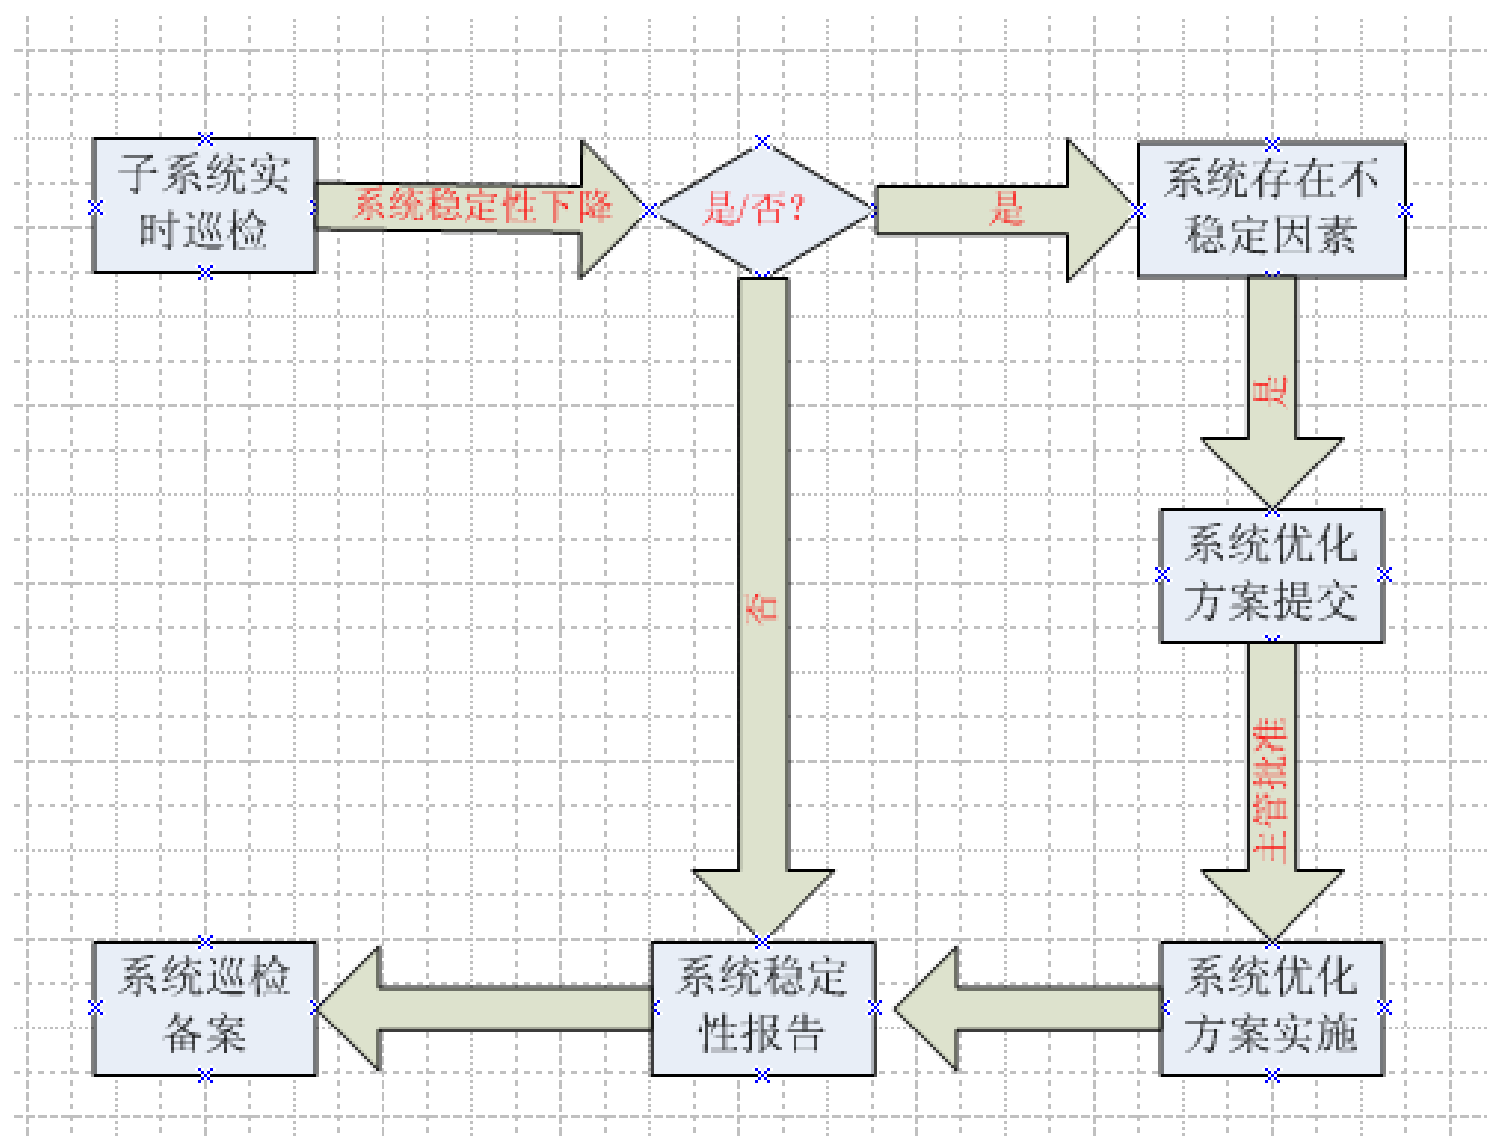 子系统实
时巡检
系统稳定性下降
是/否?
是
系统存在不
稳定因素
是
系统优化
方案提交
否
主管批准
系统巡检
备案
系统稳定
性报告
系统优化
方案实施